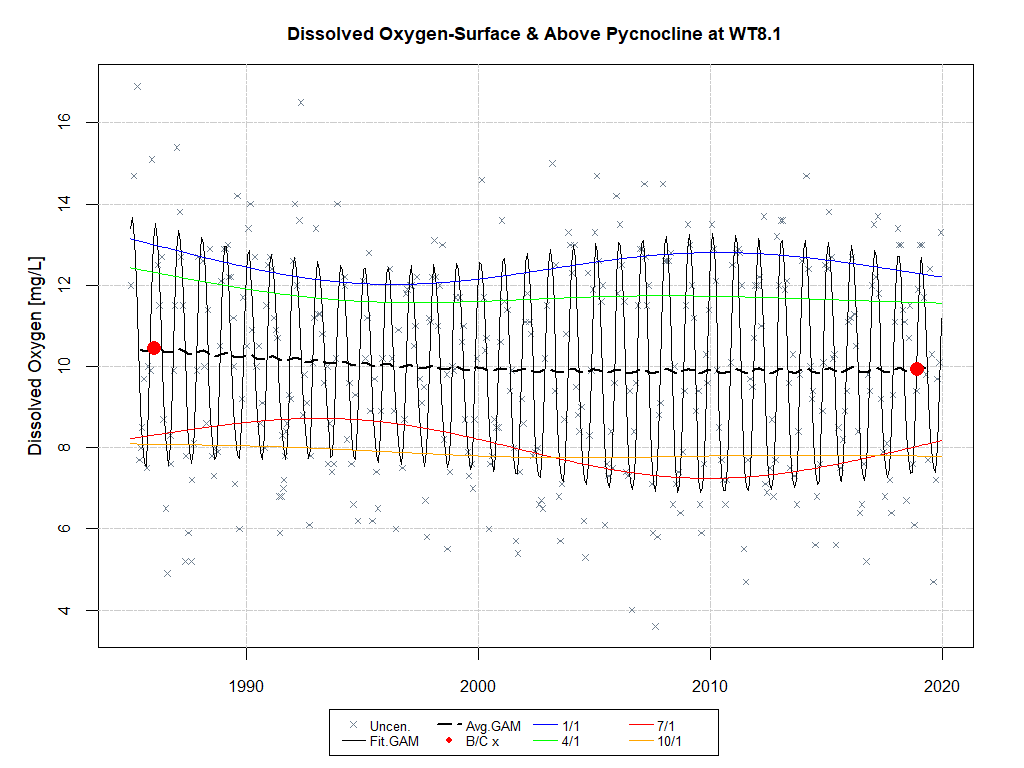 Dissolved Oxygen-Surface & Above Pycnocline at WT8.1
Dissolved Oxygen [mg/L]
16
14
12
10
8
6
4
1990 2000 2010 2020
Uncen. Avg.GAM 1/1 7/1
Fit.GAM B/C x 4/1 10/1